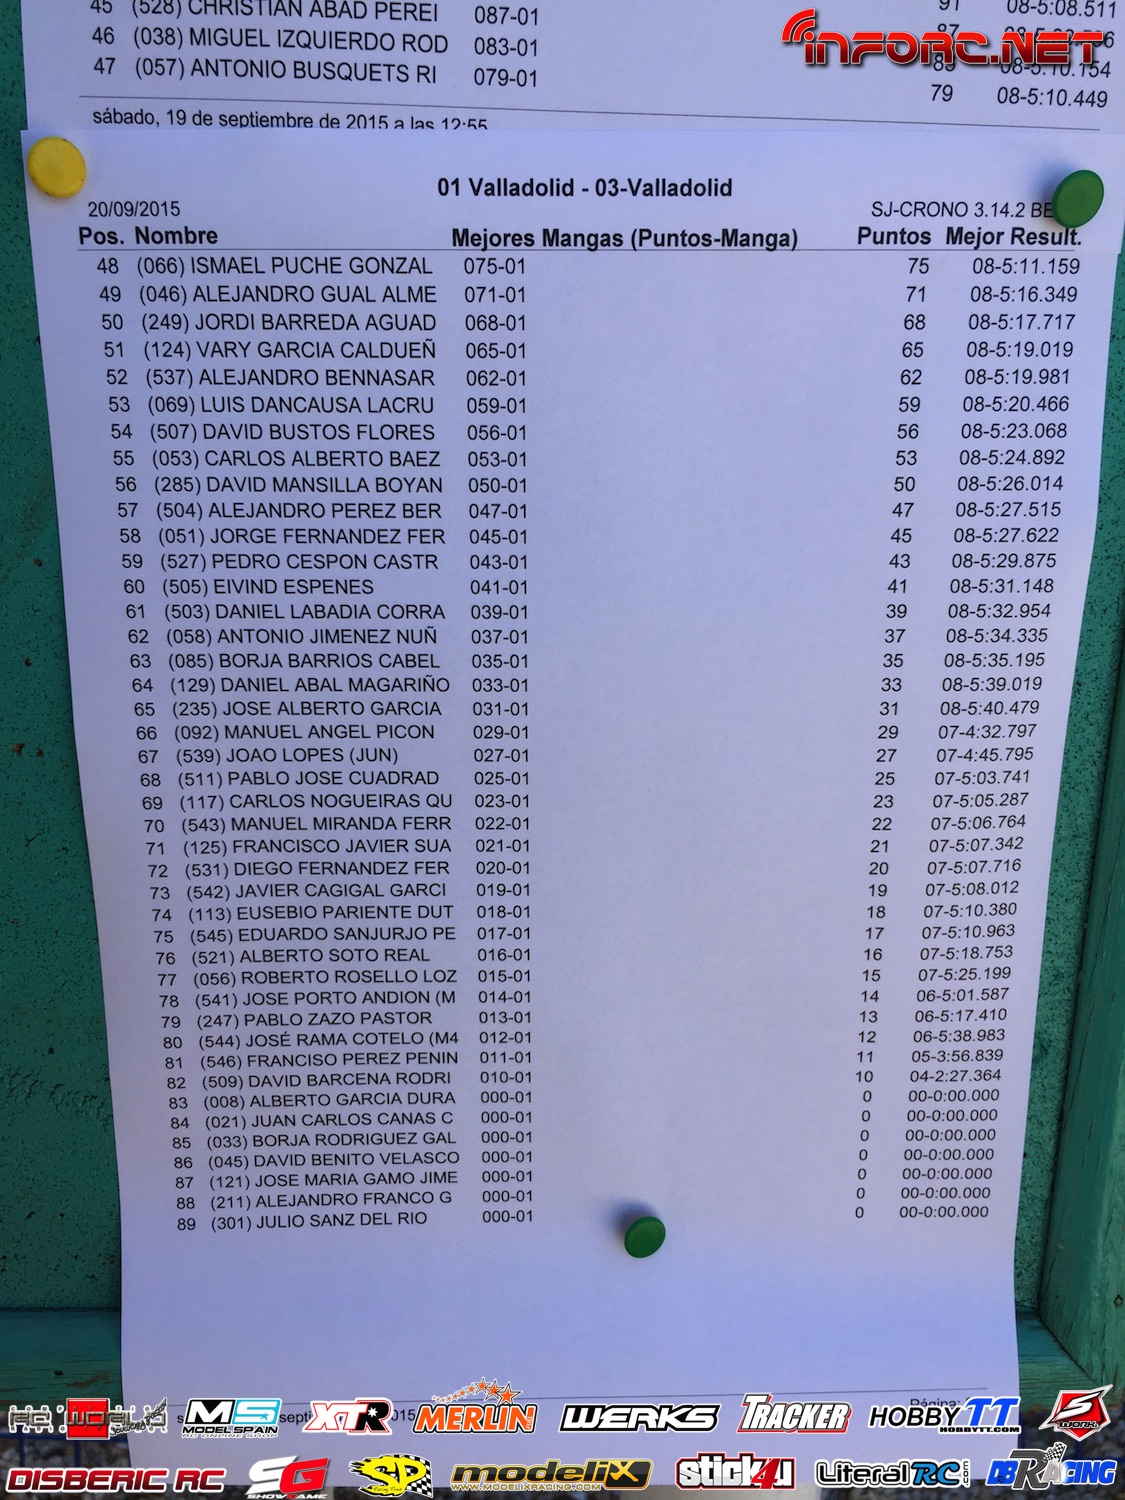 45 (528) CHRISTIAN ABAD PEREI 087-01 91 08-5:08.511
46 (038) MIGUEL IZQUIERDO ROD 083-01 87
47 (057) ANTONIO BUSQUETS RI 079-01 83 08-5:10.154
79 08-5:10.449
inFORC.NET
sábado, 19 de septiembre de 2015 a las 12:55
01 Valladolid - 03-Valladolid
20/09/2015 SJ-CRONO 3.14.2 BE
Pos. Nombre Mejores Mangas (Puntos-Manga) Puntos Mejor Result.
48 (066) ISMAEL PUCHE GONZAL 075-01 75 08-5:11.159
49 (046) ALEJANDRO GUAL ALME 071-01 71 08-5:16.349
50 (249) JORDI BARREDA AGUAD 068-01 68 08-5:17.717
51 (124) VARY GARCIA CALDUEÑ 065-01 65 08-5:19.019
52 (537) ALEJANDRO BENNASAR 062-01 62 08-5:19.981
53 (069) LUIS DANCAUSA LACRU 059-01 59 08-5:20.466
54 (507) DAVID BUSTOS FLORES 056-01 56 08-5:23.068
55 (053) CARLOS ALBERTO BAEZ 053-01 53 08-5:24.892
56 (285) DAVID MANSILLA BOYAN 050-01 50 08-5:26.014
57 (504) ALEJANDRO PEREZ BER 047-01 47 08-5:27.515
58 (051) JORGE FERNANDEZ FER 045-01 45 08-5:27.622
59 (527) PEDRO CESPON CASTR 043-01 43 08-5:29.875
60 (505) EIVIND ESPENES 041-01 41 08-5:31.148
61 (503) DANIEL LABADIA CORRA 039-01 39 08-5:32.954
62 (058) ANTONIO JIMENEZ NUÑ 037-01 37 08-5:34.335
63 (085) BORJA BARRIOS CABEL 035-01 35 08-5:35.195
64 (129) DANIEL ABAL MAGARIÑO 033-01 33 08-5:39.019
65 (235) JOSE ALBERTO GARCIA 031-01 31 08-5:40.479
66 (092) MANUEL ANGEL PICON 029-01 29 07-4:32.797
67 (539) JOAO LOPES (JUN) 027-01 27 07-4:45.795
68 (511) PABLO JOSE CUADRAD 025-01 25 07-5:03.741
69 (117) CARLOS NOGUEIRAS QU 023-01 23 07-5:05.287
70 (543) MANUEL MIRANDA FERR 022-01 22 07-5:06.764
71 (125) FRANCISCO JAVIER SUA 021-01 21 07-5:07.342
72 (531) DIEGO FERNANDEZ FER 020-01 20 07-5:07.716
73 (542) JAVIER CAGIGAL GARCI 019-01 19 07-5:08.012
74 (113) EUSEBIO PARIENTE DUT 018-01 18 07-5:10.380
75 (545) EDUARDO SANJURJO PE 017-01 17 07-5:10.963
76 (521) ALBERTO SOTO REAL 016-01 16 07-5:18.753
77 (056) ROBERTO ROSELLO LOZ 015-01 15 07-5:25.199
78 (541) JOSE PORTO ANDION (M 014-01 14 06-5:01.587
79 (247) PABLO ZAZO PASTOR 013-01 13 06-5:17.410
80 (544) JOSÉ RAMA COTELO (M4 012-01 12 06-5:38.983
81 (546) FRANCISO PEREZ PENIN 011-01 11 05-3:56.839
82 (509) DAVID BARCENA RODRI 010-01 10 04-2:27.364
83 (008) ALBERTO GARCIA DURA 000-01 0 00-0:00.000
84 (021) JUAN CARLOS CANAS C 000-01 0 00-0:00.000
85 (033) BORJA RODRIGUEZ GAL 000-01 0 00-0:00.000
86 (045) DAVID BENITO VELASCO 000-01 0 00-0:00.000
87 (121) JOSE MARIA GAMO JIME 000-01 0 00-0:00.000
88 (211) ALEJANDRO FRANCO G 000-01 0 00-0:00.000
89 (301) JULIO SANZ DEL RIO 000-01 0 00-0:00.000
Página:
RC WORLD MS MODELSPAIN RC ONLINE SHOP XTR MERLIN WERKS TRACKER HOBBYTT HOBBYTT.COM S WORK
DISBERIC RC SG SHOWGAME SP modelix WWW.MODELIXRACING.COM stick4u LiteralRC.com DBRACING